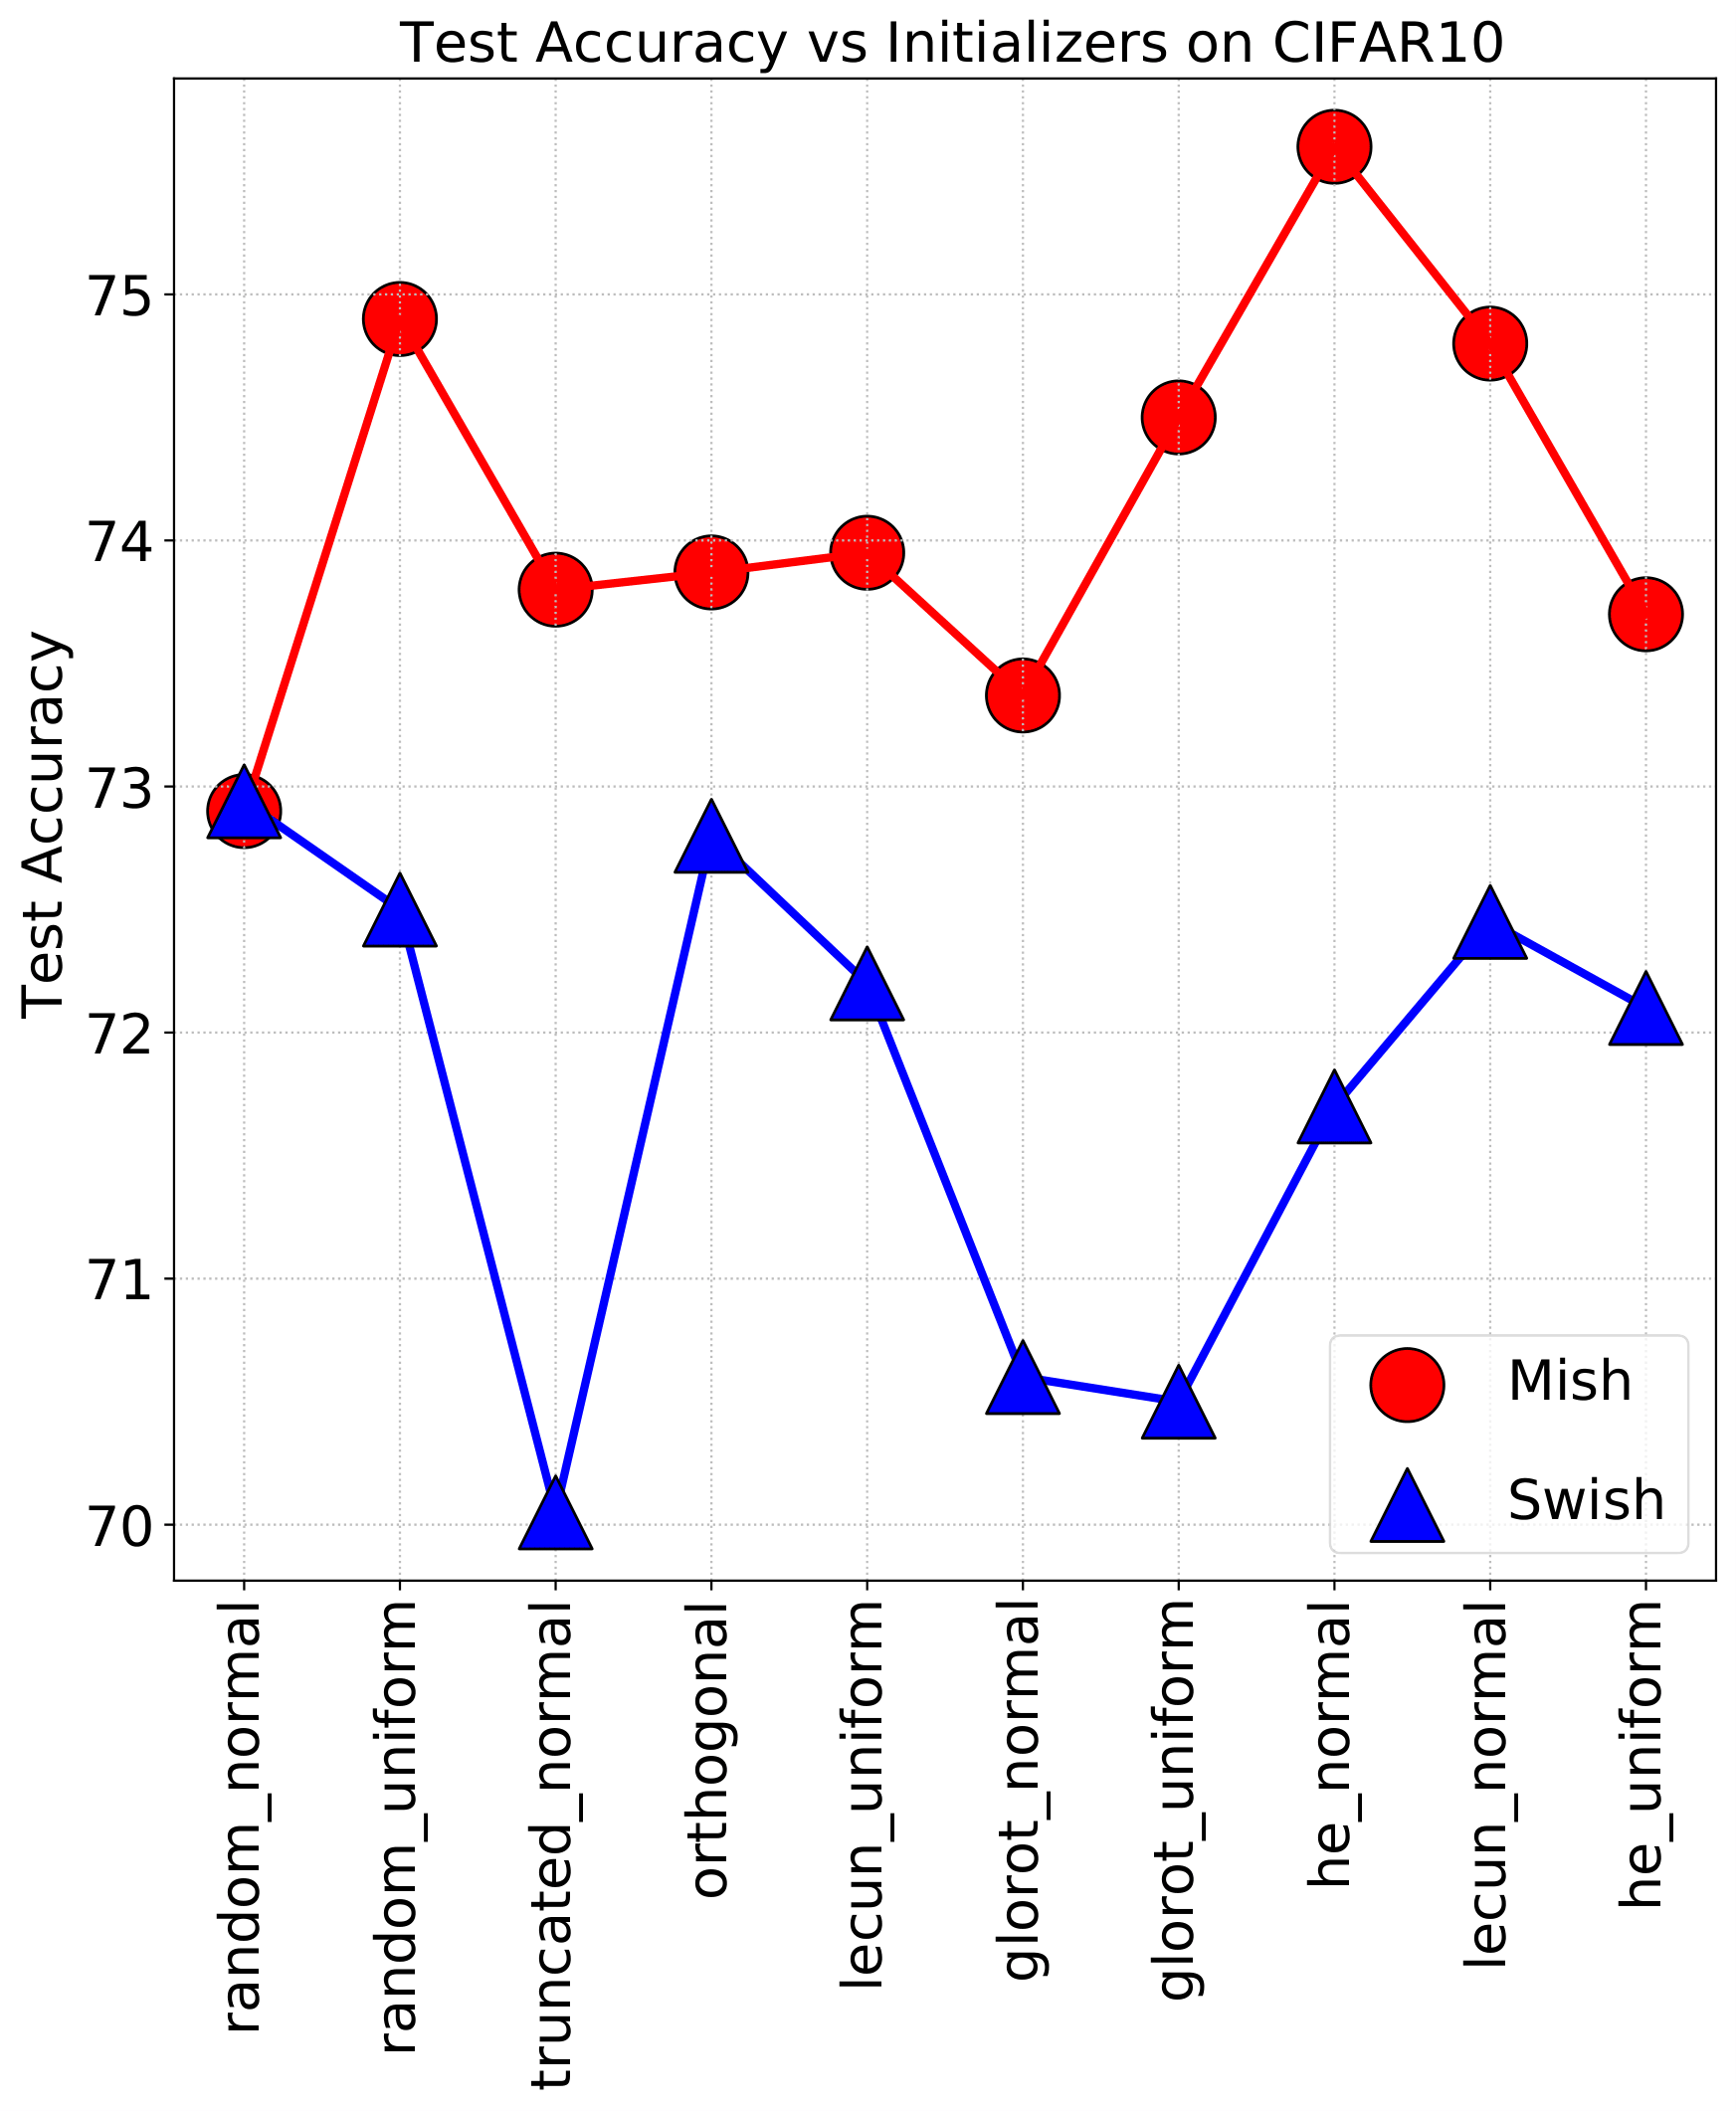 Test Accuracy vs Initializers on CIFAR10
Test Accuracy
75
74
73
72
71
70
Mish
Swish
random_normal
random_uniform
truncated_normal
orthogonal
lecun_uniform
glorot_normal
glorot_uniform
he_normal
lecun_normal
he_uniform